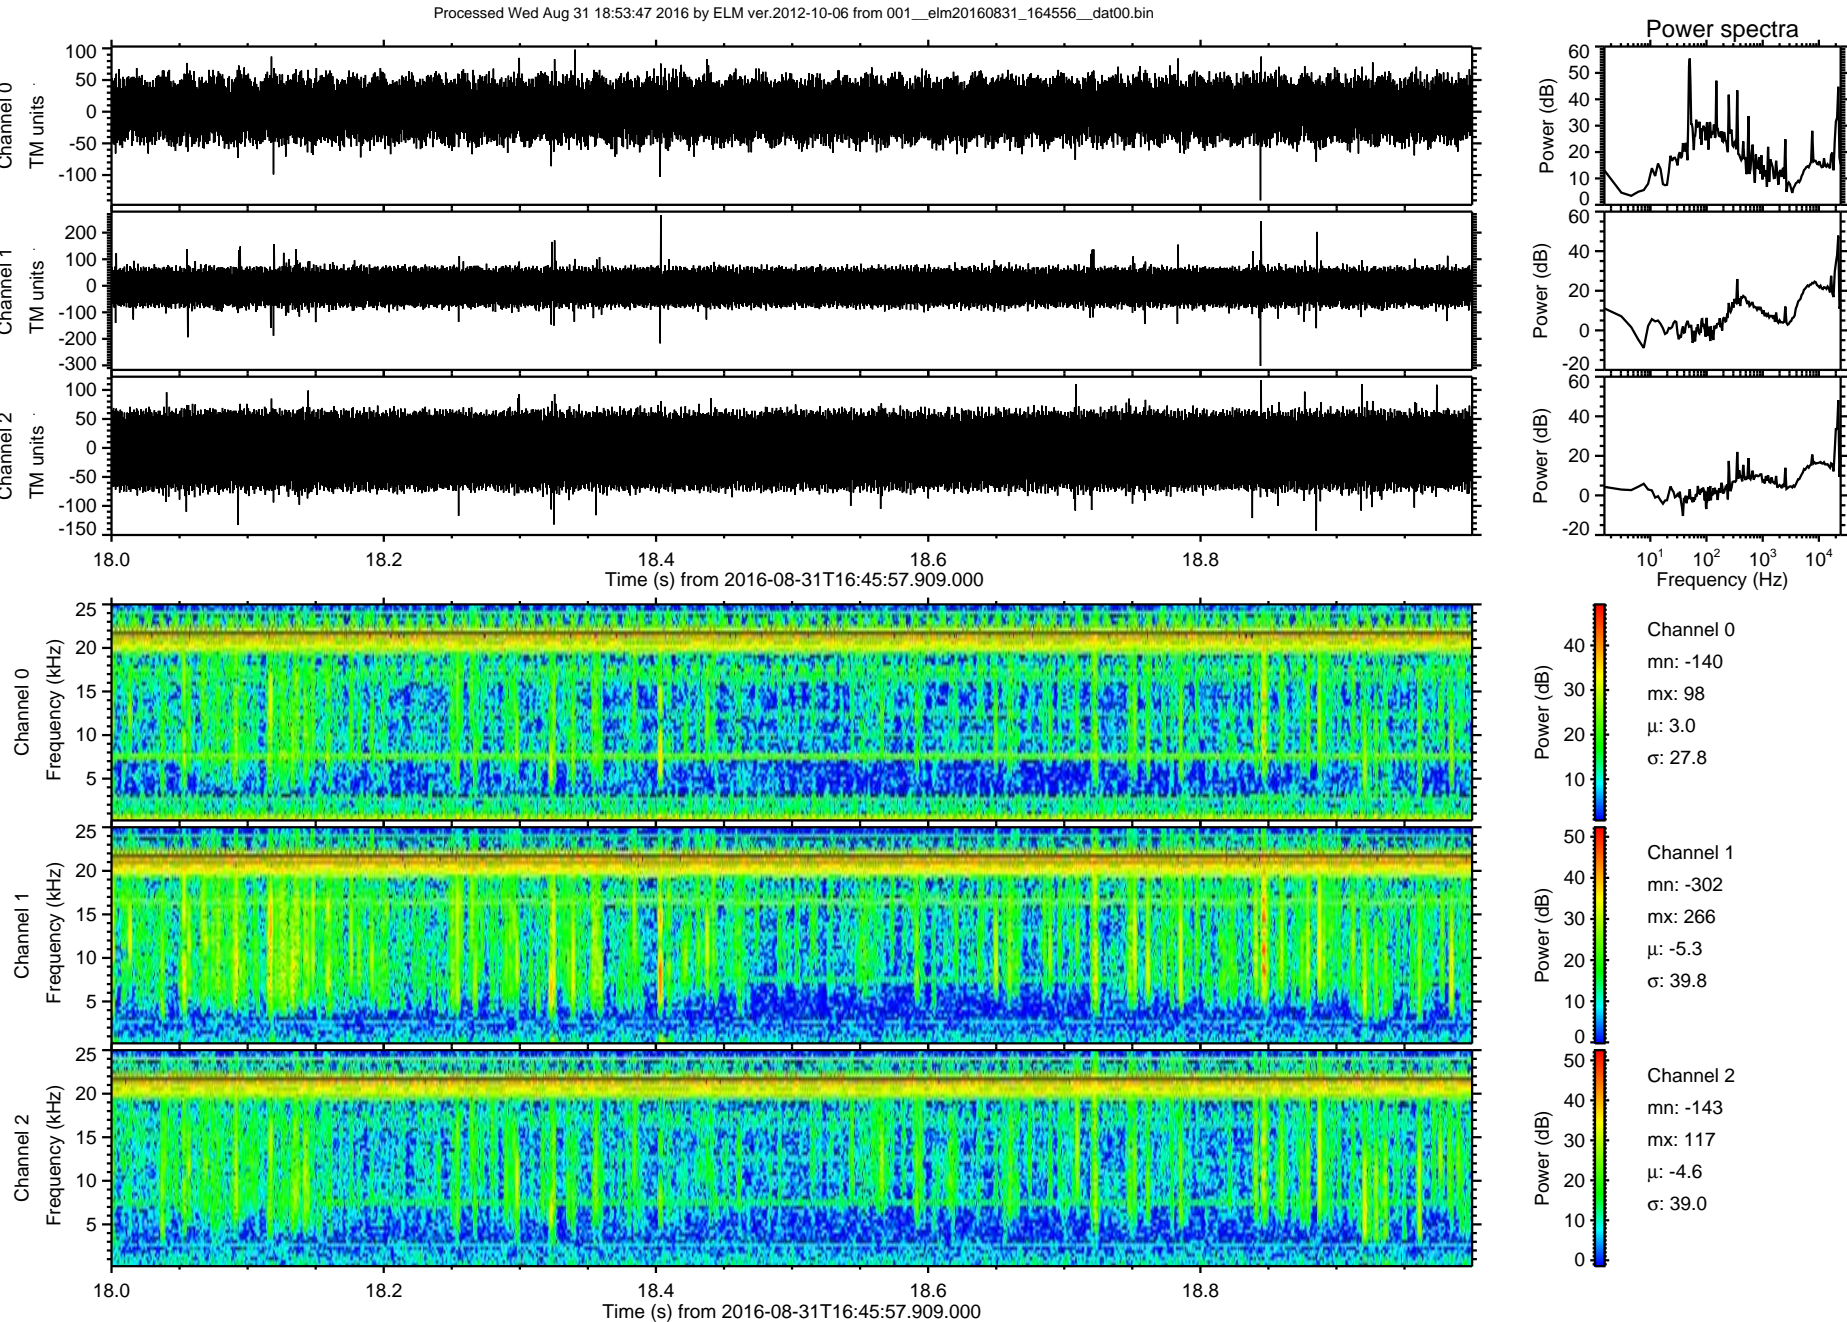 Processed Wed Aug 31 18:53:47 2016 by ELM ver.2012-10-06 from 001__elm20160831_164556__dat00.bin
Power spectra
Channel 0
TM units
100
50
0
-50
-100
Power (dB)
60
50
40
30
20
10
0
Channel 1
TM units
200
100
0
-100
-200
-300
Power (dB)
60
40
20
0
-20
Channel 2
TM units
100
50
0
-50
-100
-150
Power (dB)
60
40
20
0
-20
18.0 18.2 18.4 18.6 18.8
Time (s) from 2016-08-31T16:45:57.909.000
10¹ 10² 10³ 10⁴
Frequency (Hz)
Channel 0
Frequency (kHz)
25
20
15
10
5
Power (dB)
40
30
20
10
Channel 0
mn: -140
mx: 98
µ: 3.0
σ: 27.8
Channel 1
Frequency (kHz)
25
20
15
10
5
Power (dB)
50
40
30
20
10
0
Channel 1
mn: -302
mx: 266
µ: -5.3
σ: 39.8
Channel 2
Frequency (kHz)
25
20
15
10
5
Power (dB)
50
40
30
20
10
0
Channel 2
mn: -143
mx: 117
µ: -4.6
σ: 39.0
18.0 18.2 18.4 18.6 18.8
Time (s) from 2016-08-31T16:45:57.909.000